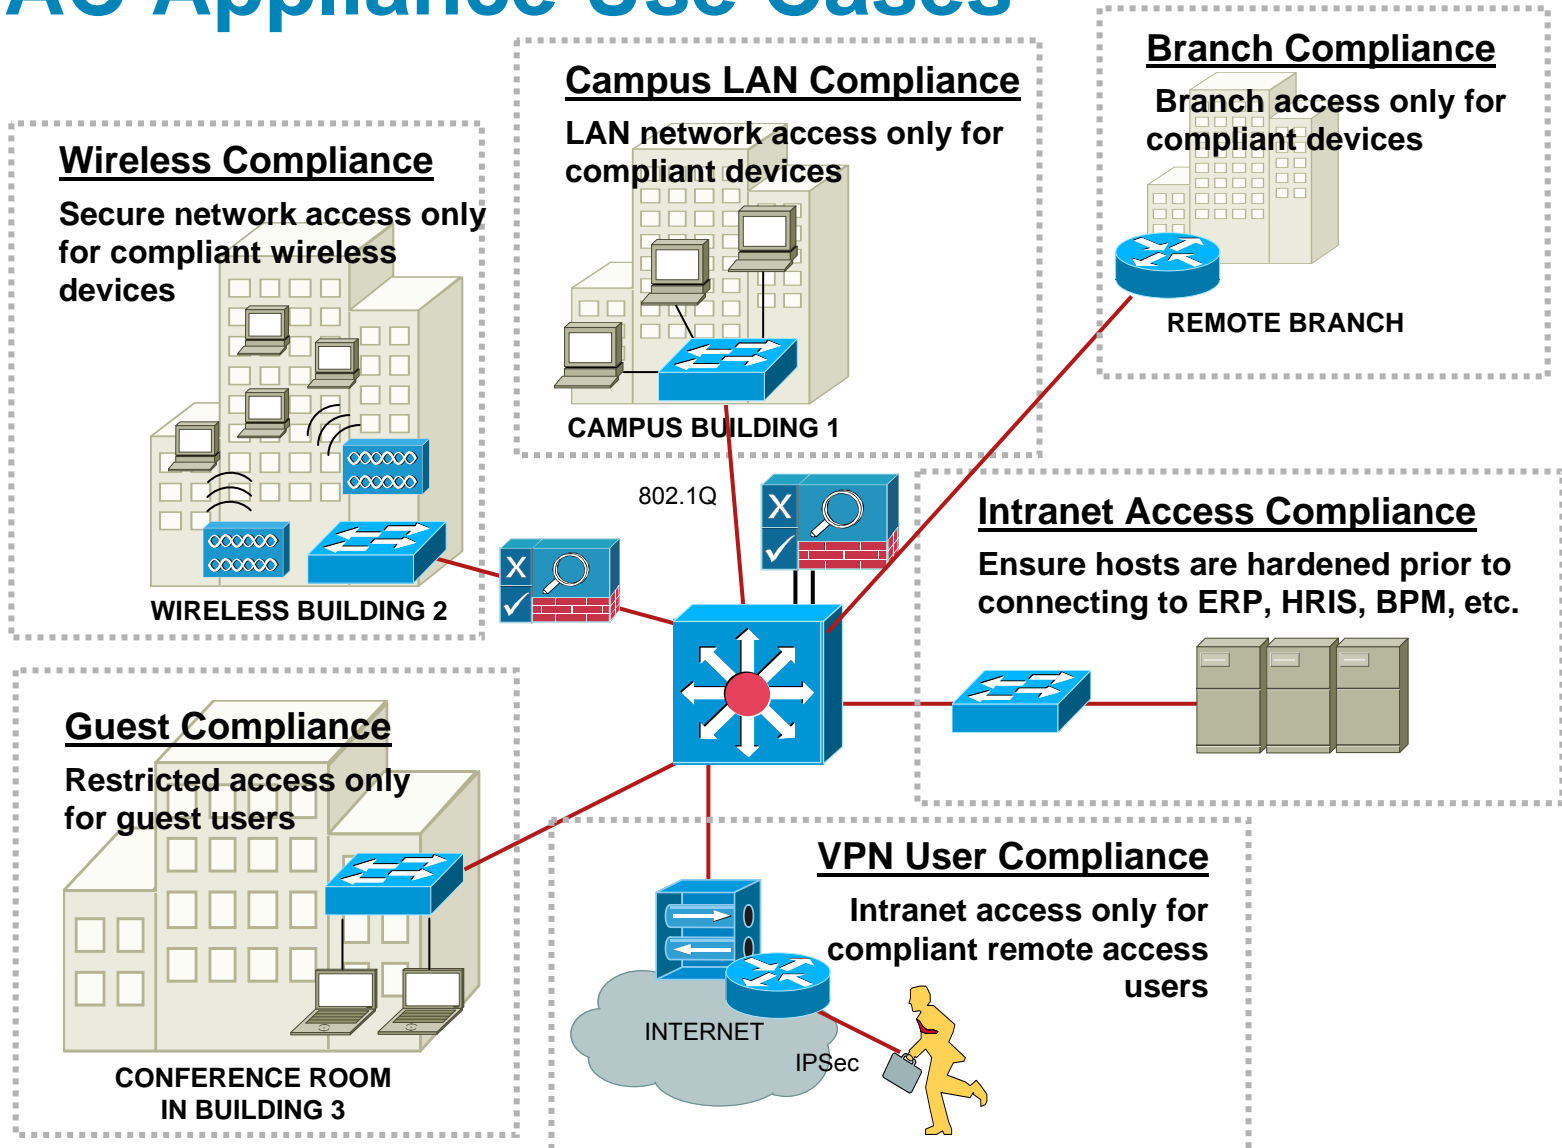 AC Appliance Use Cases
Branch Compliance
Branch access only for
compliant devices
REMOTE BRANCH
Campus LAN Compliance
LAN network access only for
compliant devices
CAMPUS BUILDING 1
802.1Q
Wireless Compliance
Secure network access only
for compliant wireless
devices
WIRELESS BUILDING 2
X
X
Intranet Access Compliance
Ensure hosts are hardened prior to
connecting to ERP, HRIS, BPM, etc.
Guest Compliance
Restricted access only
for guest users
CONFERENCE ROOM
IN BUILDING 3
VPN User Compliance
Intranet access only for
compliant remote access
users
INTERNET
IPSec